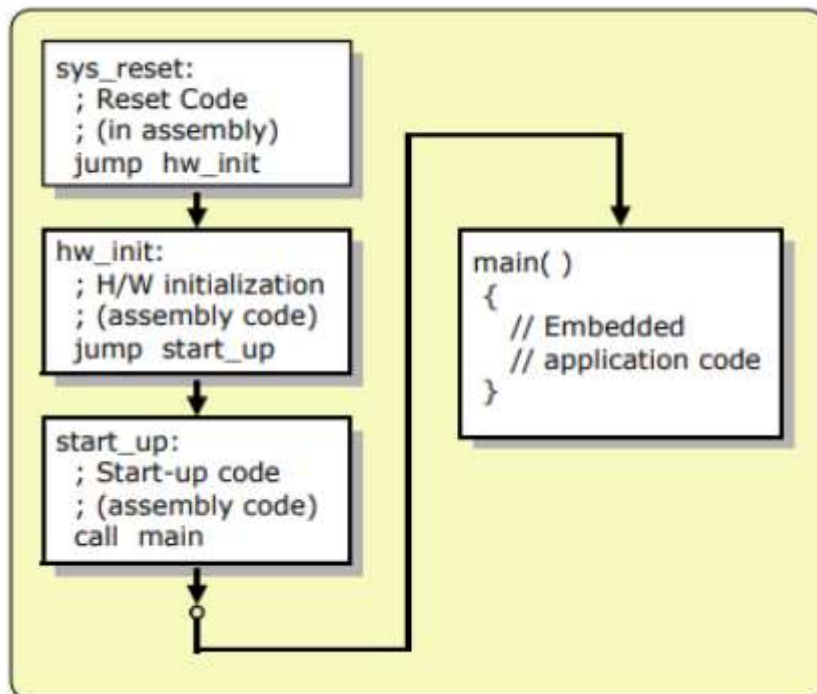 sys_reset:
; Reset Code
; (in assembly)
jump hw_init
hw_init:
; H/W initialization
; (assembly code)
jump start_up
start_up:
; Start-up code
; (assembly code)
call main
main( )
{
// Embedded
// application code
}